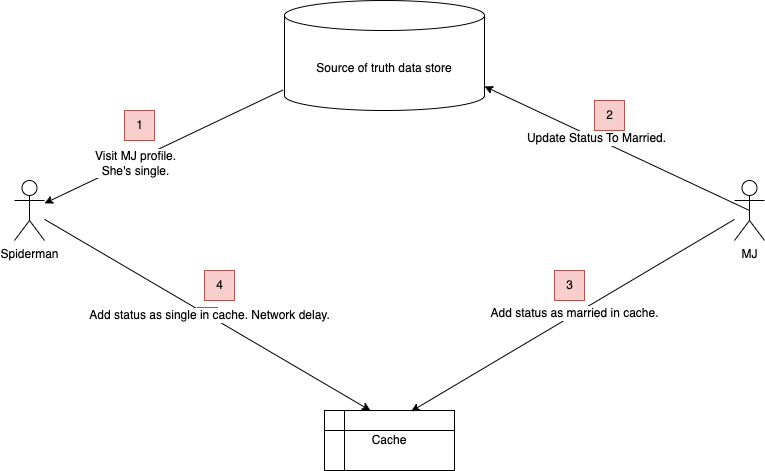 Source of truth data store
1
Visit MJ profile.
She's single.
2
Update Status To Married.
Spiderman
MJ
4
Add status as single in cache. Network delay.
3
Add status as married in cache.
Cache